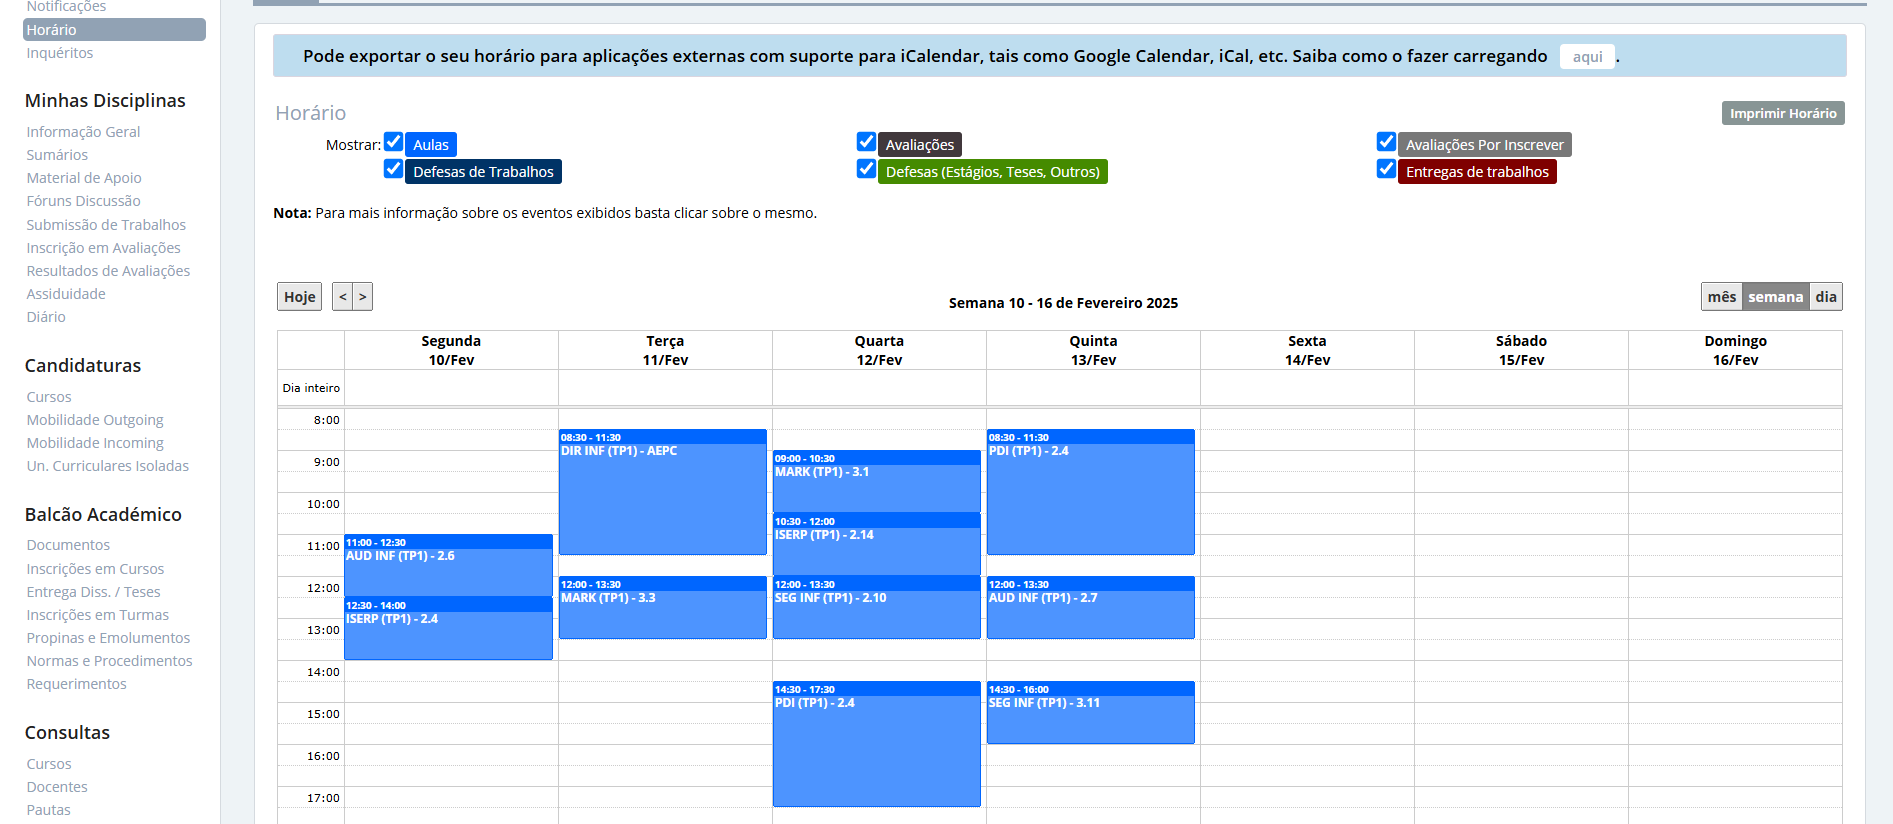 Notificações
Horário
Inquéritos
Minhas Disciplinas
Informação Geral
Sumários
Material de Apoio
Fóruns Discussão
Submissão de Trabalhos
Inscrição em Avaliações
Resultados de Avaliações
Assiduidade
Diário
Candidaturas
Cursos
Mobilidade Outgoing
Mobilidade Incoming
Un. Curriculares Isoladas
Balcão Académico
Documentos
Inscrições em Cursos
Entrega Diss. / Teses
Inscrições em Turmas
Propinas e Emolumentos
Normas e Procedimentos
Requerimentos
Consultas
Cursos
Docentes
Pautas
Pode exportar o seu horário para aplicações externas com suporte para iCalendar, tais como Google Calendar, iCal, etc. Saiba como o fazer carregando aqui .
Horário
Imprimir Horário
Mostrar: Aulas Avaliações Avaliações Por Inscrever
Defesas de Trabalhos Defesas (Estágios, Teses, Outros) Entregas de trabalhos
Nota: Para mais informação sobre os eventos exibidos basta clicar sobre o mesmo.
Hoje < > Semana 10 - 16 de Fevereiro 2025 mês semana dia
Segunda Terça Quarta Quinta Sexta Sábado Domingo
10/Fev 11/Fev 12/Fev 13/Fev 14/Fev 15/Fev 16/Fev
Dia inteiro
8:00
9:00
10:00
11:00
12:00
13:00
14:00
15:00
16:00
17:00
11:00 - 12:30
AUD INF (TP1) - 2.6
12:30 - 14:00
ISERP (TP1) - 2.4
08:30 - 11:30
DIR INF (TP1) - AEPC
12:00 - 13:30
MARK (TP1) - 3.3
09:00 - 10:30
MARK (TP1) - 3.1
10:30 - 12:00
ISERP (TP1) - 2.14
12:00 - 13:30
SEG INF (TP1) - 2.10
14:30 - 17:30
PDI (TP1) - 2.4
08:30 - 11:30
PDI (TP1) - 2.4
12:00 - 13:30
AUD INF (TP1) - 2.7
14:30 - 16:00
SEG INF (TP1) - 3.11